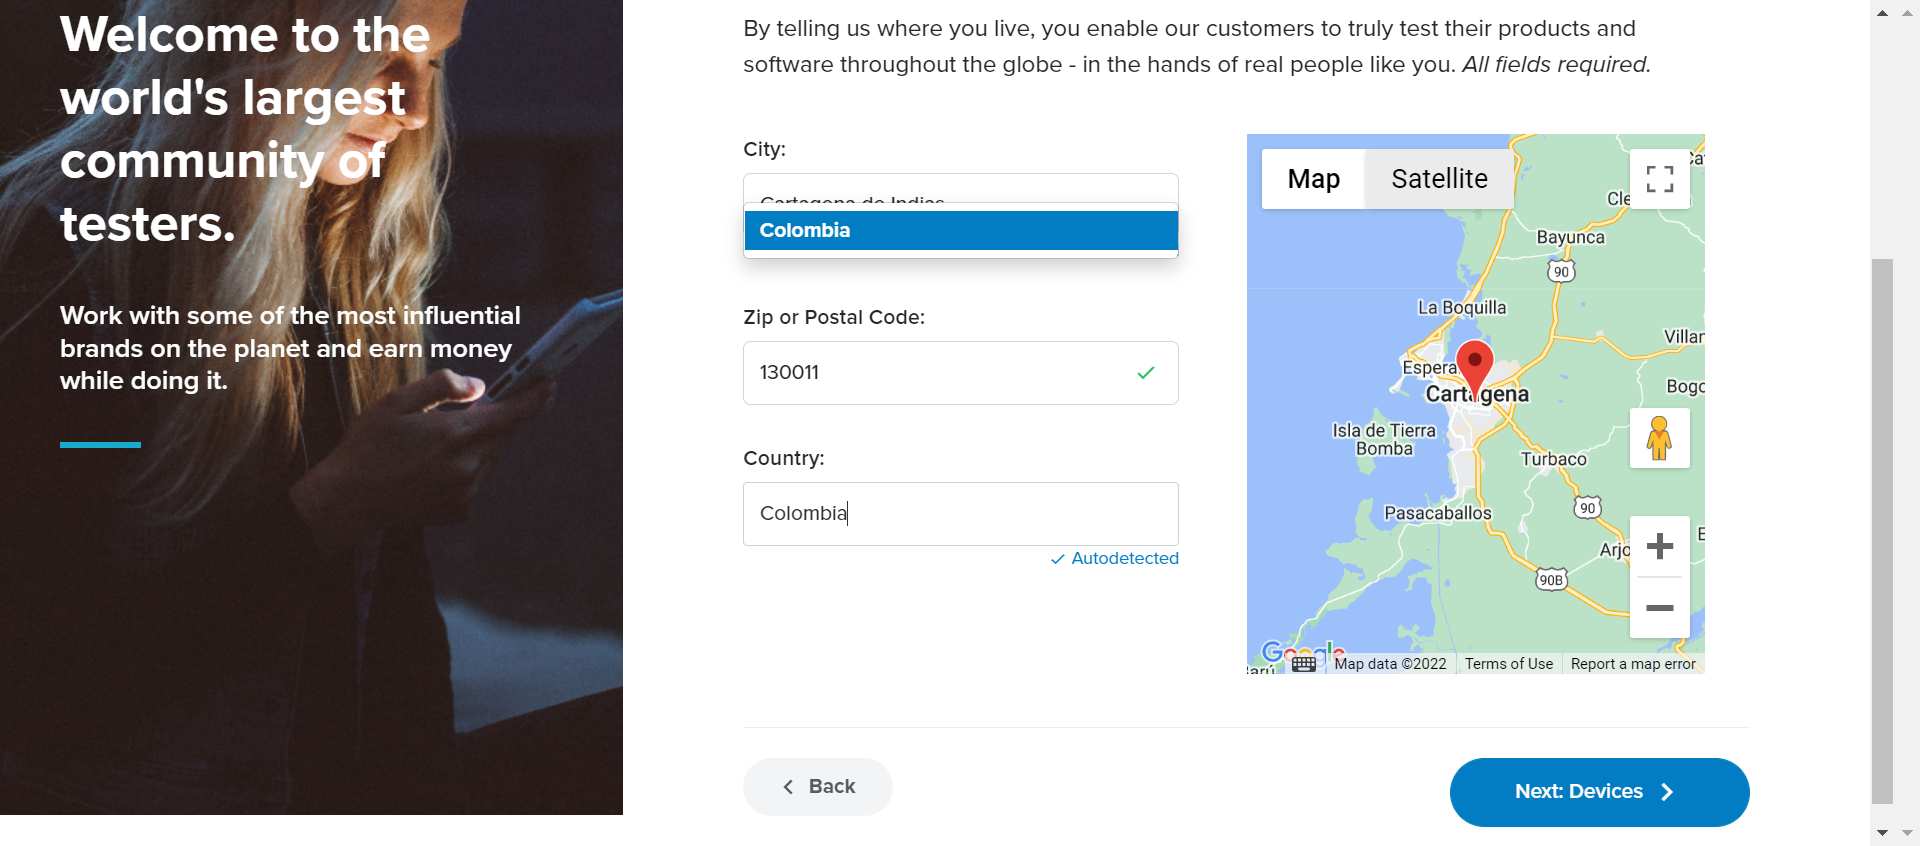 Welcome to the
world's largest
community of
testers.
Work with some of the most influential
brands on the planet and earn money
while doing it.
By telling us where you live, you enable our customers to truly test their products and
software throughout the globe - in the hands of real people like you. All fields required.
City:
Cartagena de Indias
Colombia
Zip or Postal Code:
130011
Country:
Colombia
Autodetected
Map
Satellite
Cle
Bayunca
90
La Boquilla
Villan
Espera
Bogo
Cartagena
Isla de Tierra
Bomba
Turbaco
Pasacaballos
90
Arjo
90B
Google
Map data ©2022
Terms of Use
Report a map error
Back
Next: Devices